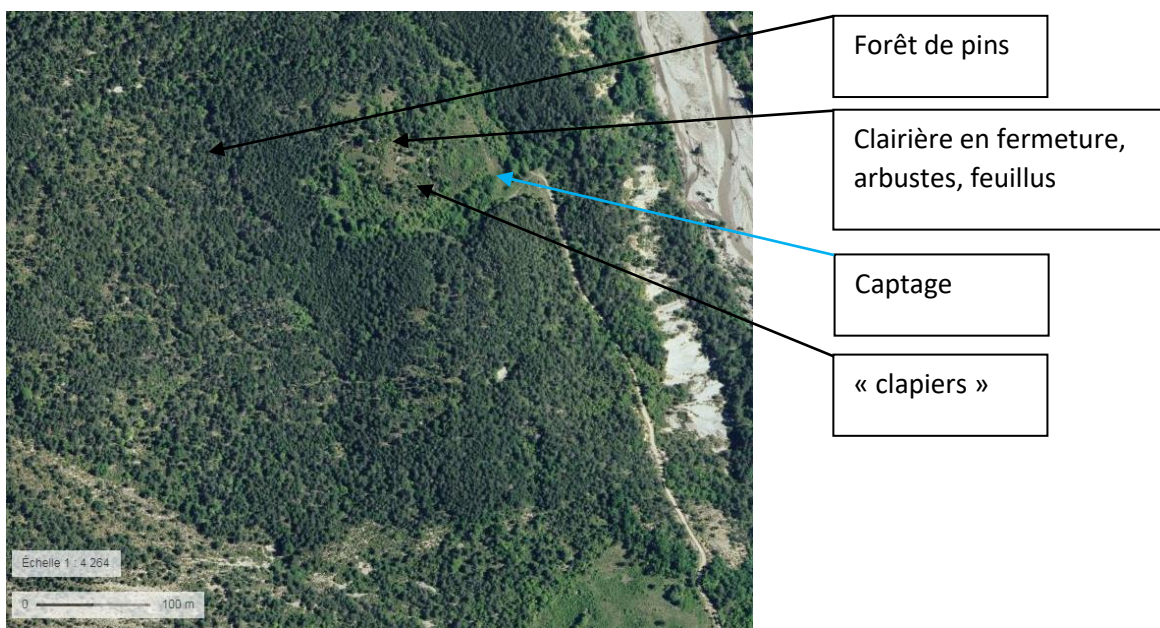 Forêt de pins
Clairière en fermeture,
arbustes, feuillus
Captage
« clapiers »
Échelle 1 : 4 264
0 100 m